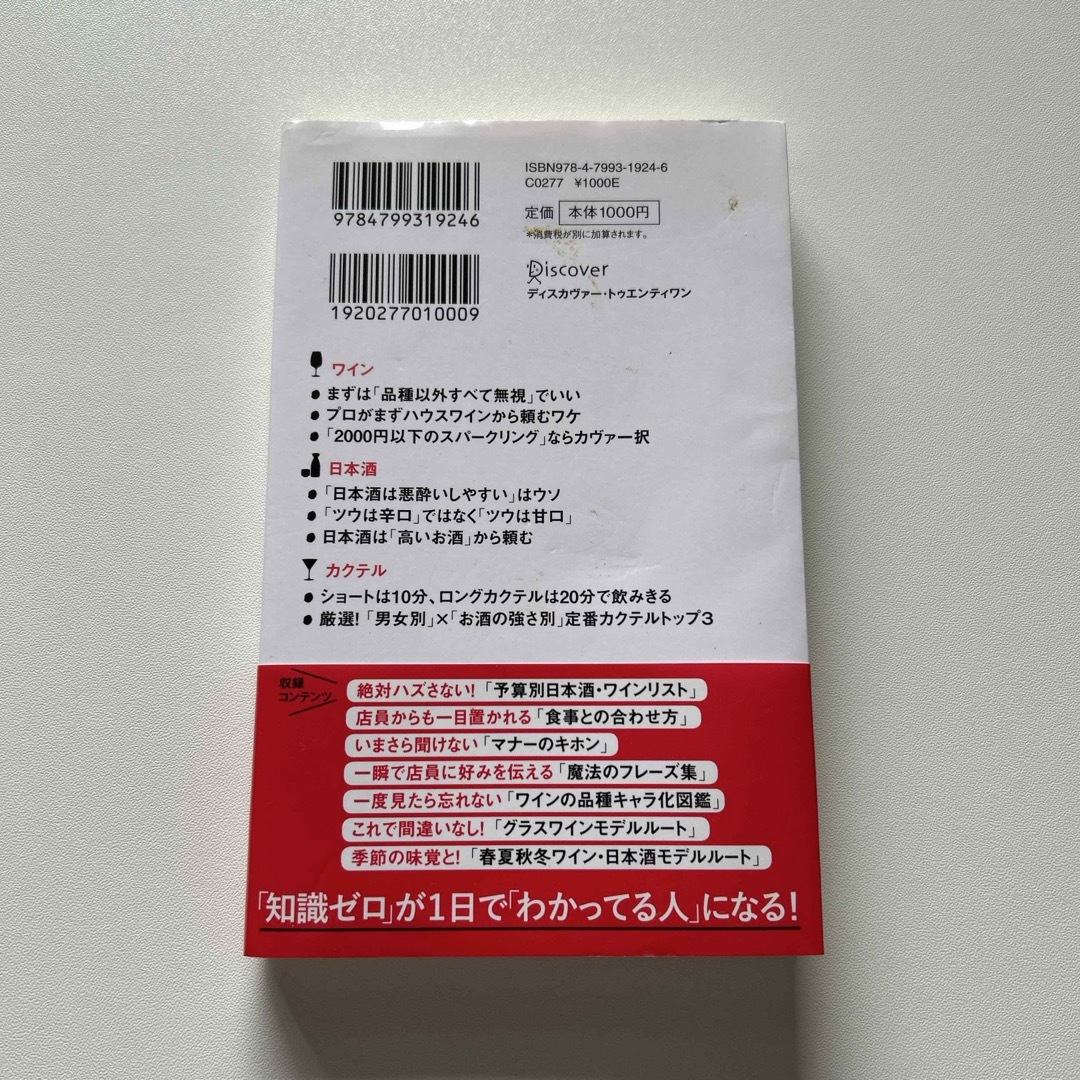 ISBN978-4-7993-1924-6
C0277 ¥1000E
9784799319246
定価 本体1000円
*消費税が別に加算されます。
Discover
ディスカヴァー・トゥエンティワン
1920277010009
ワイン
● まずは「品種以外すべて無視」でいい
● プロがまずハウスワインから頼むワケ
● 「2000円以下のスパークリング」ならカヴァ一択
日本酒
● 「日本酒は悪酔いしやすい」はウソ
● 「ツウは辛口」ではなく「ツウは甘口」
● 日本酒は「高いお酒」から頼む
カクテル
● ショートは10分、ロングカクテルは20分で飲みきる
● 厳選!「男女別」×「お酒の強さ別」定番カクテルトップ3
収録
コンテンツ
絶対ハズさない!「予算別日本酒・ワインリスト」
店員からも一目置かれる「食事との合わせ方」
いまさら聞けない「マナーのキホン」
一瞬で店員に好みを伝える「魔法のフレーズ集」
一度見たら忘れない「ワインの品種キャラ化図鑑」
これで間違いなし!「グラスワインモデルルート」
季節の味覚と!「春夏秋冬ワイン・日本酒モデルルート」
「知識ゼロ」が1日で「わかってる人」になる!